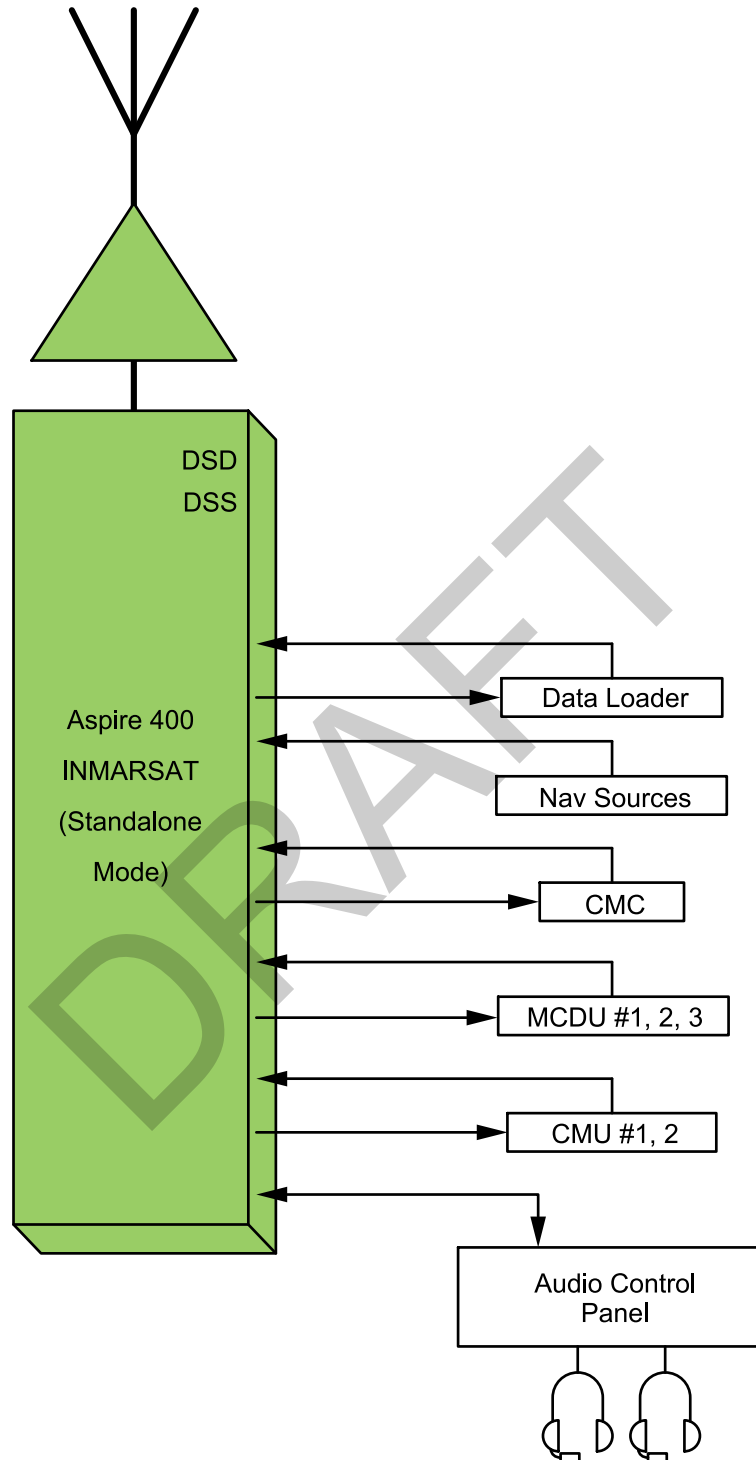 DSD
DSS
Aspire 400
INMARSAT
(Standalone
Mode)
Data Loader
Nav Sources
CMC
MCDU #1, 2, 3
CMU #1, 2
Audio Control
Panel
DRAFT